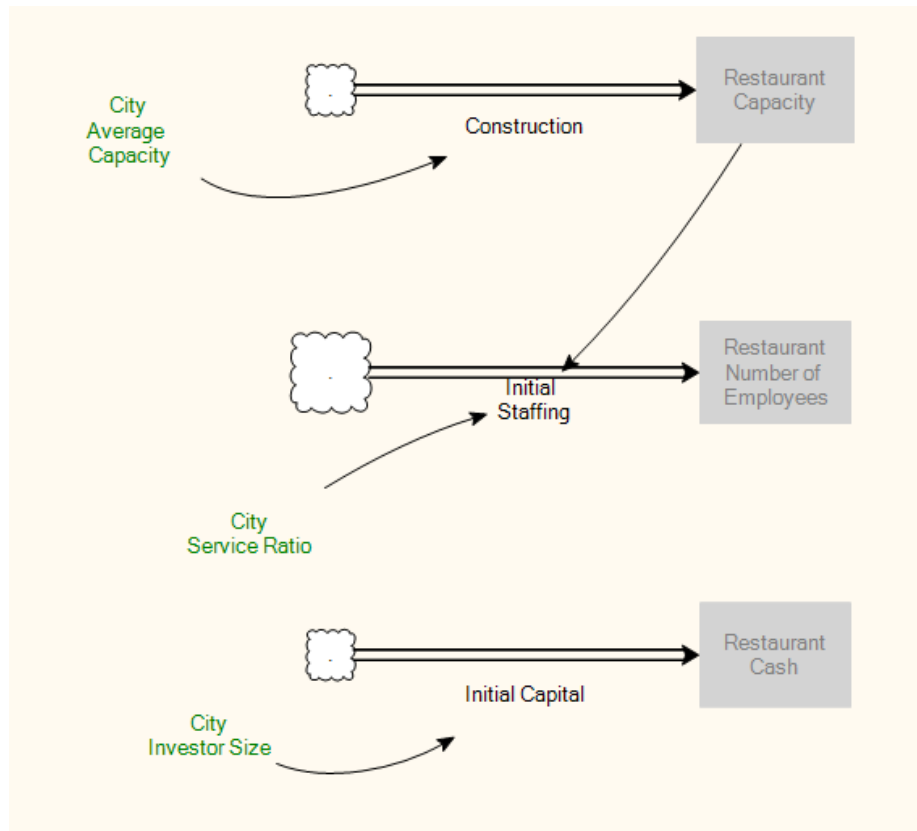 Restaurant
Capacity
City
Average
Capacity
Construction
Restaurant
Number of
Employees
Initial
Staffing
City
Service Ratio
Restaurant
Cash
Initial Capital
City
Investor Size